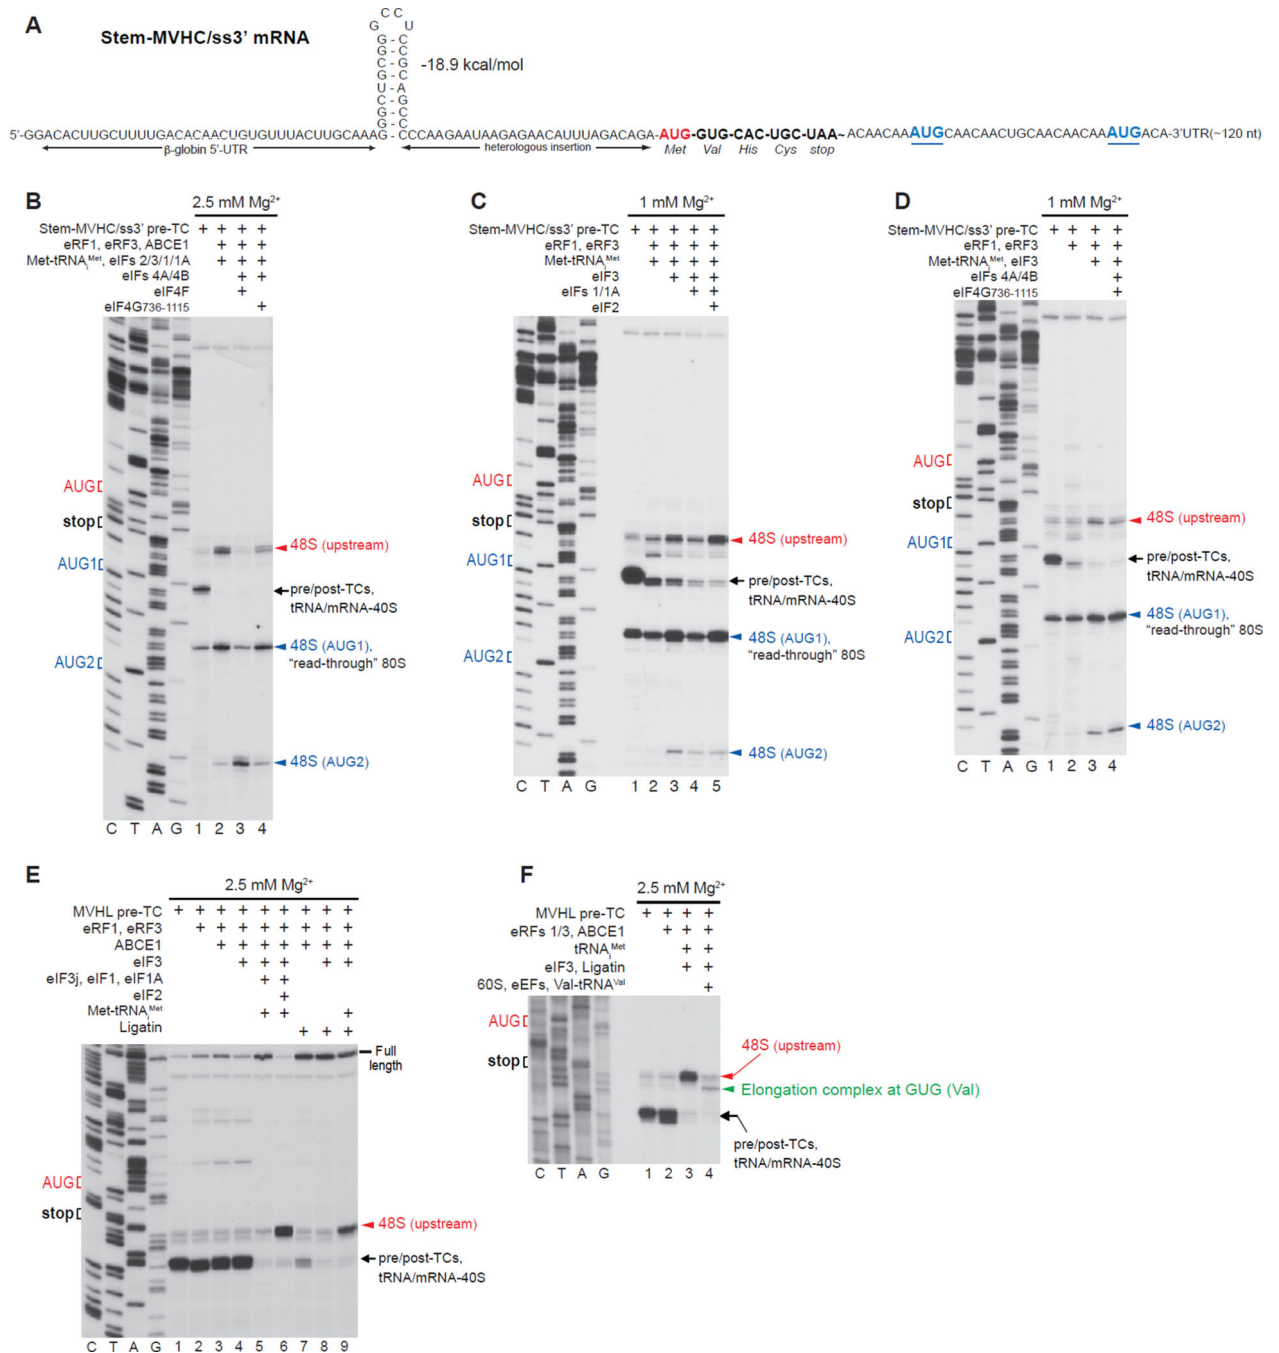 A
Stem-MVHC/ss3' mRNA
-18.9 kcal/mol
G C C U
G - C
G - C
G - C
C - G
G - C
U - A
C - G
G - C
G - C
5'-GGACACUUGCUUUUGACACAACUGUGUUUACUUGCAAAG CCCAAGAAUAAGAGAACAUUUAGACAGA-AUG-GUG-CAC-UGC-UAA~ ACAACAAAUGCAACAACUGCAACAACAAAUGACA-3'UTR(~120 nt)
β-globin 5'-UTR heterologous insertion Met Val His Cys stop
B
2.5 mM Mg2+
Stem-MVHC/ss3' pre-TC + + + +
eRF1, eRF3, ABCE1 + + +
Met-tRNAiMet, eIFs 2/3/1/1A + + +
eIFs 4A/4B + +
eIF4F +
eIF4G736-1115 +
AUG
stop
AUG1
AUG2
48S (upstream)
pre/post-TCs,
tRNA/mRNA-40S
48S (AUG1),
"read-through" 80S
48S (AUG2)
C T A G 1 2 3 4
C
1 mM Mg2+
Stem-MVHC/ss3' pre-TC + + + + +
eRF1, eRF3 + + + +
Met-tRNAiMet + + + +
eIF3 + + +
eIFs 1/1A + +
eIF2 +
AUG
stop
AUG1
AUG2
48S (upstream)
pre/post-TCs,
tRNA/mRNA-40S
48S (AUG1),
"read-through" 80S
48S (AUG2)
C T A G 1 2 3 4 5
D
1 mM Mg2+
Stem-MVHC/ss3' pre-TC + + + +
eRF1, eRF3 + + +
Met-tRNAiMet, eIF3 + +
eIFs 4A/4B +
eIF4G736-1115 +
AUG
stop
AUG1
AUG2
48S (upstream)
pre/post-TCs,
tRNA/mRNA-40S
48S (AUG1),
"read-through" 80S
48S (AUG2)
C T A G 1 2 3 4
E
2.5 mM Mg2+
MVHL pre-TC + + + + + + + + +
eRF1, eRF3 + + + + + + + +
ABCE1 + + + + + + +
eIF3 + + + + +
eIF3j, eIF1, eIF1A + +
eIF2 +
Met-tRNAiMet + + +
Ligatin + + +
Full
length
AUG
stop
48S (upstream)
pre/post-TCs,
tRNA/mRNA-40S
C T A G 1 2 3 4 5 6 7 8 9
F
2.5 mM Mg2+
MVHL pre-TC + + + +
eRFs 1/3, ABCE1 + + +
tRNAiMet + +
eIF3, Ligatin + +
60S, eEFs, Val-tRNAVal +
AUG
stop
48S (upstream)
Elongation complex at GUG (Val)
pre/post-TCs,
tRNA/mRNA-40S
C T A G 1 2 3 4